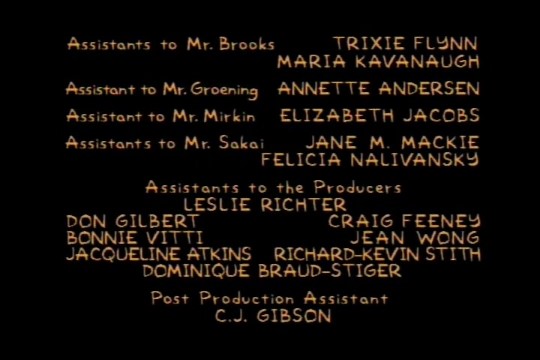 Assistants to Mr. Brooks TRIXIE FLYNN
MARIA KAVANAUGH
Assistant to Mr. Groening ANNETTE ANDERSEN
Assistant to Mr. Mirkin ELIZABETH JACOBS
Assistants to Mr. Sakai JANE M. MACKIE
FELICIA NALIVANSKY
Assistants to the Producers
LESLIE RICHTER
DON GILBERT CRAIG FEENEY
BONNIE VITTI JEAN WONG
JACQUELINE ATKINS RICHARD-KEVIN STITH
DOMINIQUE BRAUD-STIGER
Post Production Assistant
C.J. GIBSON